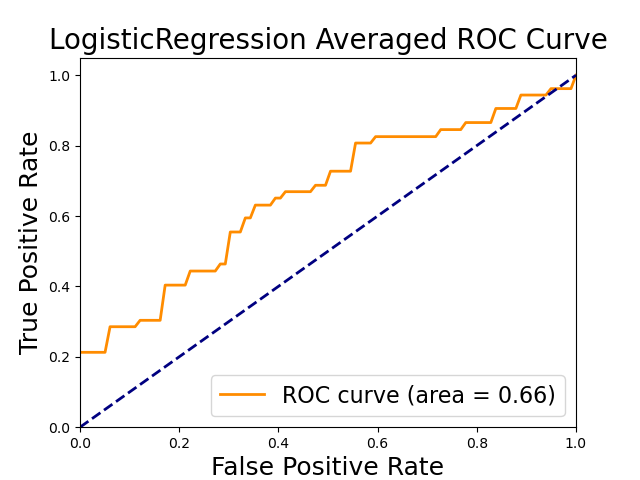 LogisticRegression Averaged ROC Curve
True Positive Rate
1.0
0.8
0.6
0.4
0.2
0.0
ROC curve (area = 0.66)
0.0 0.2 0.4 0.6 0.8 1.0
False Positive Rate